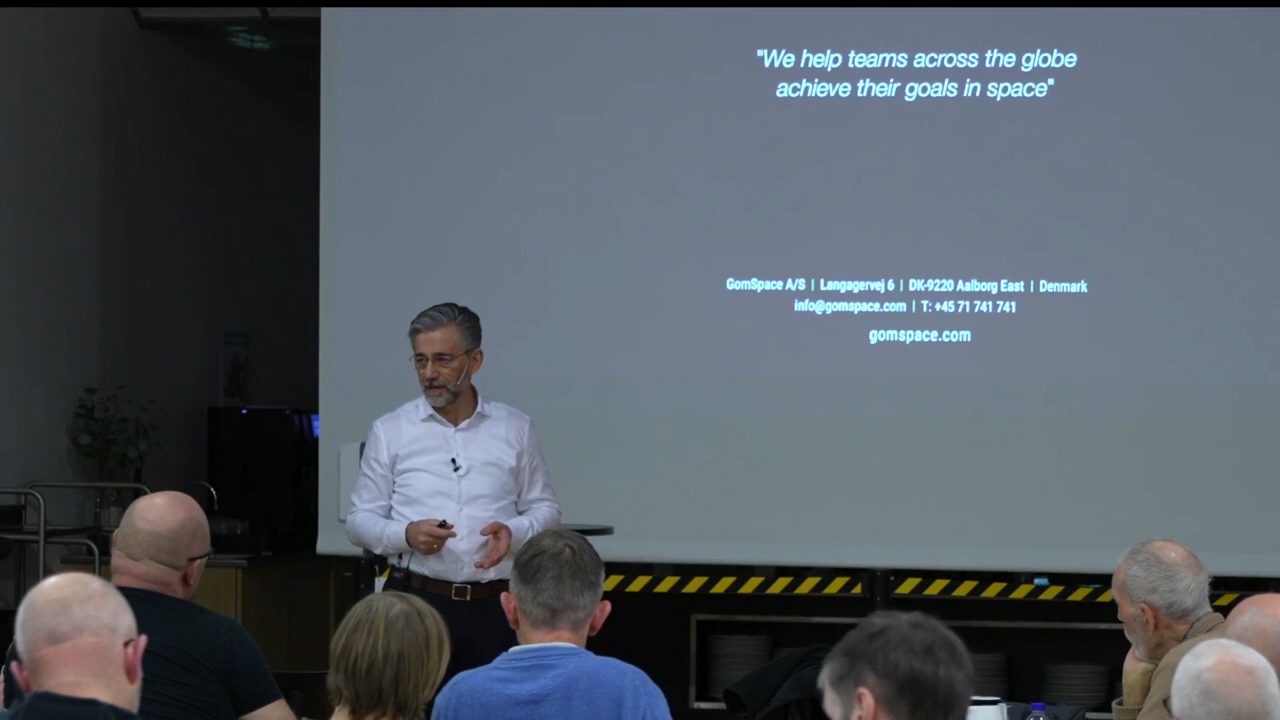 "We help teams across the globe
achieve their goals in space"
GomSpace A/S | Langagervej 6 | DK-9220 Aalborg East | Denmark
info@gomspace.com | T: +45 71 741 741
gomspace.com